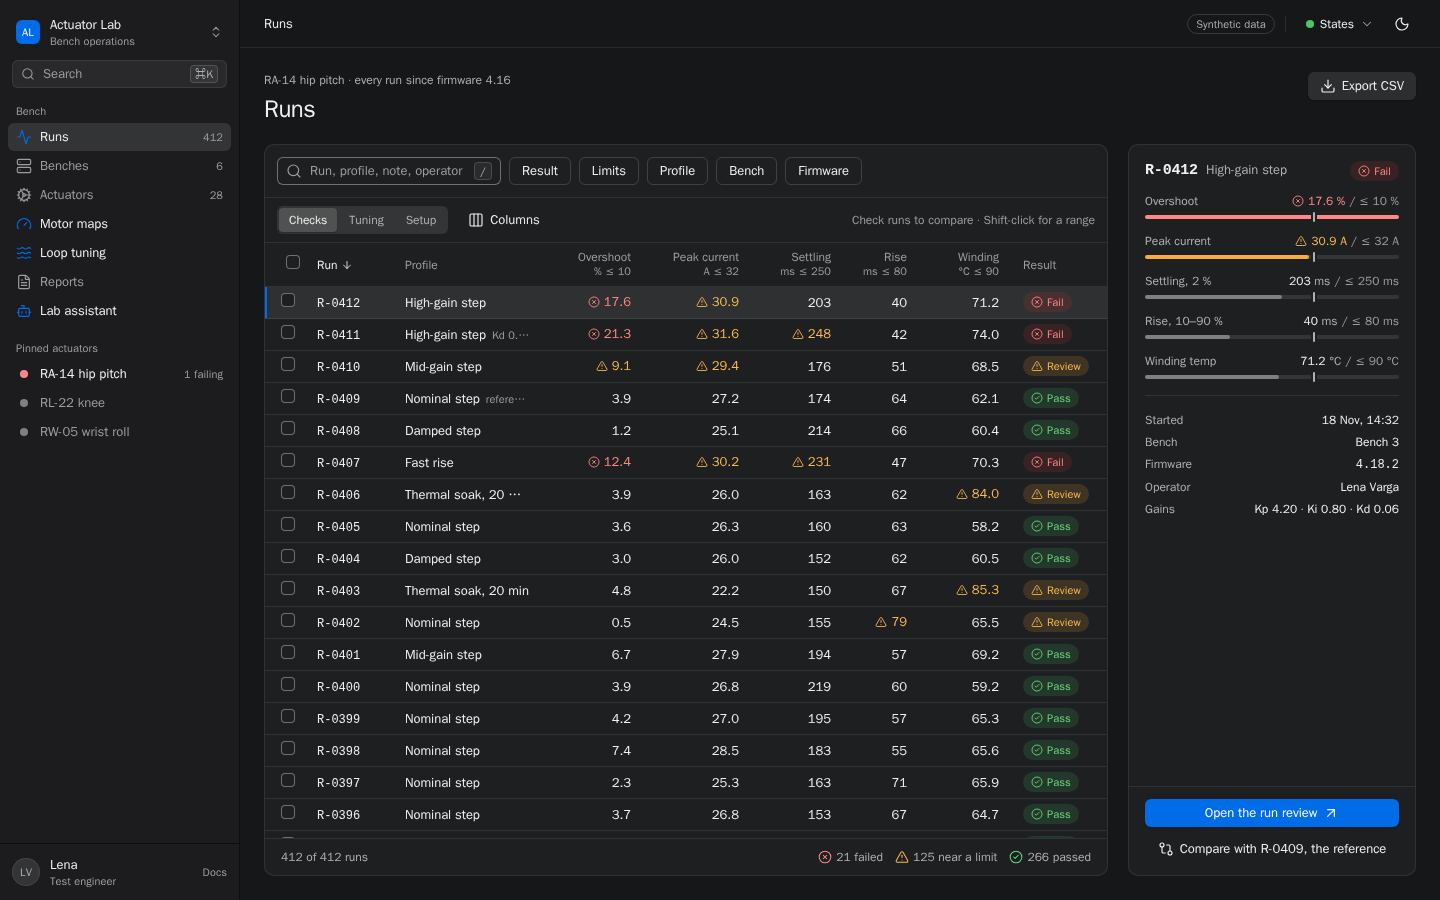 AL
Actuator Lab
Bench operations
Search ⌘K
Bench
Runs 412
Benches 6
Actuators 28
Motor maps
Loop tuning
Reports
Lab assistant
Pinned actuators
RA-14 hip pitch 1 failing
RL-22 knee
RW-05 wrist roll
LV
Lena
Test engineer
Docs
Runs
Synthetic data
States
RA-14 hip pitch · every run since firmware 4.16
Runs
Export CSV
Run, profile, note, operator /
Result
Limits
Profile
Bench
Firmware
Checks
Tuning
Setup
Columns
Check runs to compare · Shift-click for a range
Run ↓ Profile Overshoot % ≤ 10 Peak current A ≤ 32 Settling ms ≤ 250 Rise ms ≤ 80 Winding °C ≤ 90 Result
R-0412 High-gain step 17.6 30.9 203 40 71.2 Fail
R-0411 High-gain step Kd 0.··· 21.3 31.6 248 42 74.0 Fail
R-0410 Mid-gain step 9.1 29.4 176 51 68.5 Review
R-0409 Nominal step refere··· 3.9 27.2 174 64 62.1 Pass
R-0408 Damped step 1.2 25.1 214 66 60.4 Pass
R-0407 Fast rise 12.4 30.2 231 47 70.3 Fail
R-0406 Thermal soak, 20 ··· 3.9 26.0 163 62 84.0 Review
R-0405 Nominal step 3.6 26.3 160 63 58.2 Pass
R-0404 Damped step 3.0 26.0 152 62 60.5 Pass
R-0403 Thermal soak, 20 min 4.8 22.2 150 67 85.3 Review
R-0402 Nominal step 0.5 24.5 155 79 65.5 Review
R-0401 Mid-gain step 6.7 27.9 194 57 69.2 Pass
R-0400 Nominal step 3.9 26.8 219 60 59.2 Pass
R-0399 Nominal step 4.2 27.0 195 57 65.3 Pass
R-0398 Nominal step 7.4 28.5 183 55 65.6 Pass
R-0397 Nominal step 2.3 25.3 163 71 65.9 Pass
R-0396 Nominal step 3.7 26.8 153 67 64.7 Pass
412 of 412 runs
21 failed
125 near a limit
266 passed
R-0412 High-gain step Fail
Overshoot 17.6 % / ≤ 10 %
Peak current 30.9 A / ≤ 32 A
Settling, 2 % 203 ms / ≤ 250 ms
Rise, 10–90 % 40 ms / ≤ 80 ms
Winding temp 71.2 °C / ≤ 90 °C
Started 18 Nov, 14:32
Bench Bench 3
Firmware 4.18.2
Operator Lena Varga
Gains Kp 4.20 · Ki 0.80 · Kd 0.06
Open the run review
Compare with R-0409, the reference